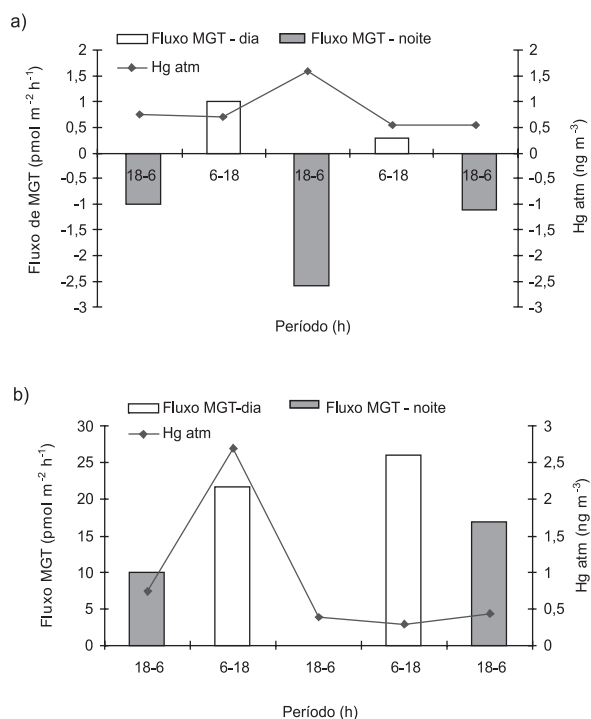 a)
Fluxo MGT - dia Fluxo MGT - noite
Hg atm
Fluxo de MGT (pmol m⁻² h⁻¹)
2
1,5
1
0,5
0
-0,5
-1
-1,5
-2
-2,5
-3
18-6 6-18 18-6 6-18 18-6
2
1,5
1
0,5
0
-0,5
-1
-1,5
-2
-2,5
-3
Hg atm (ng m⁻³)
Período (h)
b)
Fluxo MGT-dia Fluxo MGT - noite
Hg atm
Fluxo MGT (pmol m⁻² h⁻¹)
30
25
20
15
10
5
0
18-6 6-18 18-6 6-18 18-6
3
2,5
2
1,5
1
0,5
0
Hg atm (ng m⁻³)
Período (h)